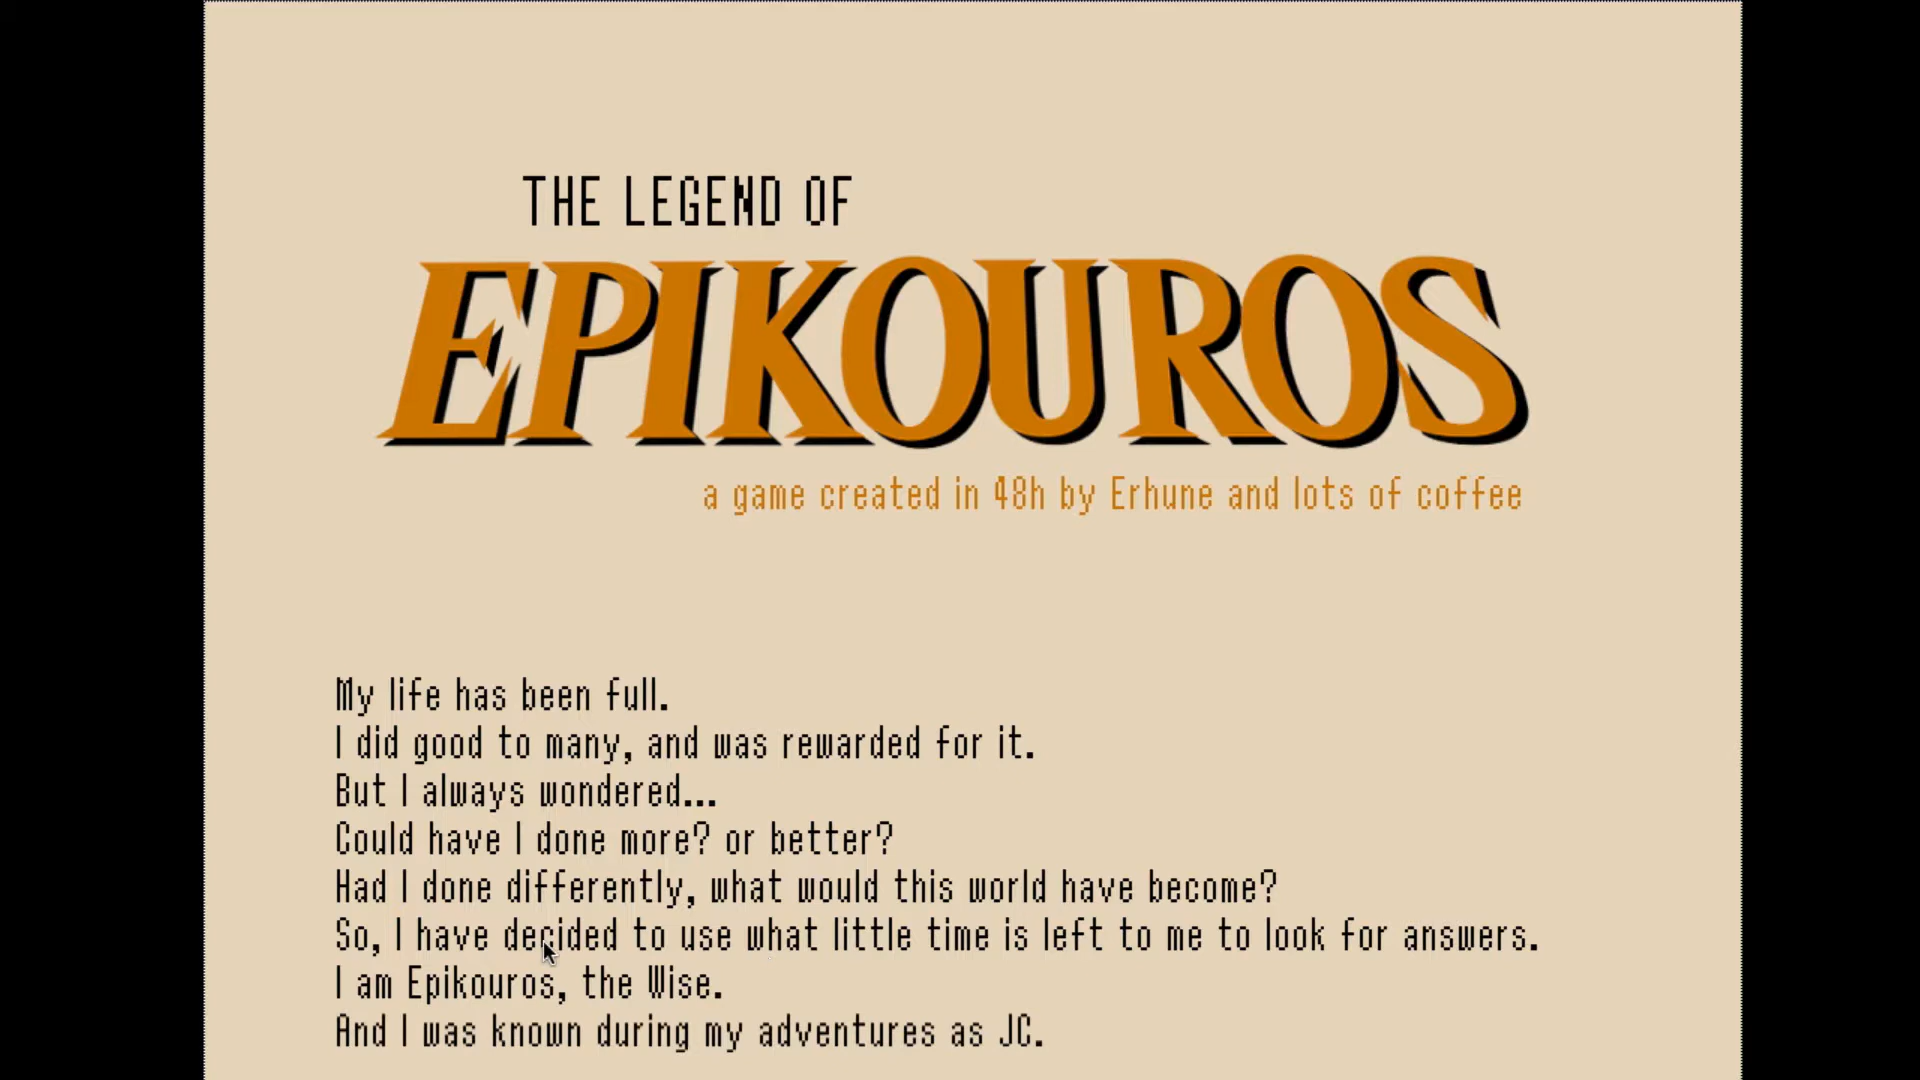 THE LEGEND OF
EPIKOUROS
a game created in 48h by Erhune and lots of coffee
My life has been full.
I did good to many, and was rewarded for it.
But I always wondered...
Could have I done more? or better?
Had I done differently, what would this world have become?
So, I have decided to use what little time is left to me to look for answers.
I am Epikouros, the Wise.
And I was known during my adventures as JC.